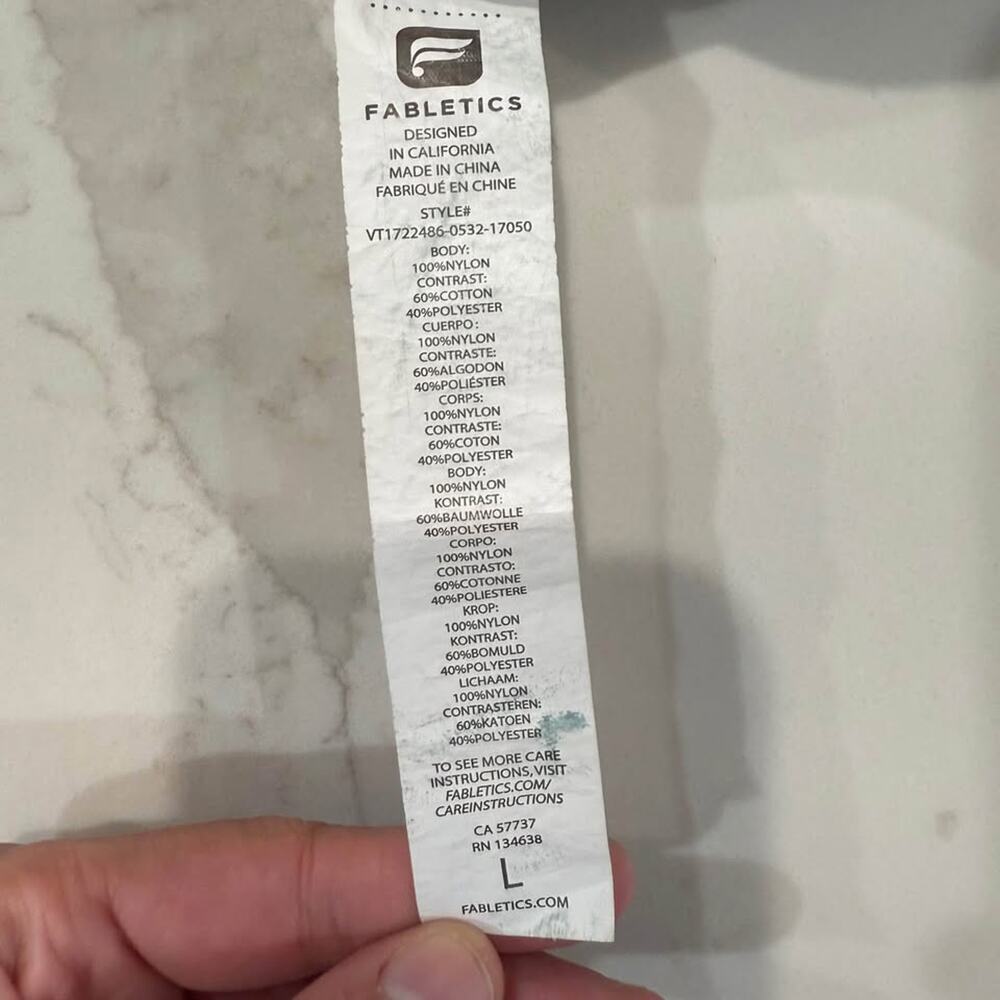 FABLETICS
DESIGNED
IN CALIFORNIA
MADE IN CHINA
FABRIQUÉ EN CHINE
STYLE#
VT1722486-0532-17050
BODY:
100%NYLON
CONTRAST:
60%COTTON
40%POLYESTER
CUERPO:
100%NYLON
CONTRASTE:
60%ALGODON
40%POLIÉSTER
CORPS:
100%NYLON
CONTRASTE:
60%COTON
40%POLYESTER
BODY:
100%NYLON
KONTRAST:
60%BAUMWOLLE
40%POLYESTER
CORPO:
100%NYLON
CONTRASTO:
60%COTONNE
40%POLIESTERE
KROP:
100%NYLON
KONTRAST:
60%BOMULD
40%POLYESTER
LICHAAM:
100%NYLON
CONTRASTEREN:
60%KATOEN
40%POLYESTER
TO SEE MORE CARE
INSTRUCTIONS,VISIT
FABLETICS.COM/
CAREINSTRUCTIONS
CA 57737
RN 134638
L
FABLETICS.COM